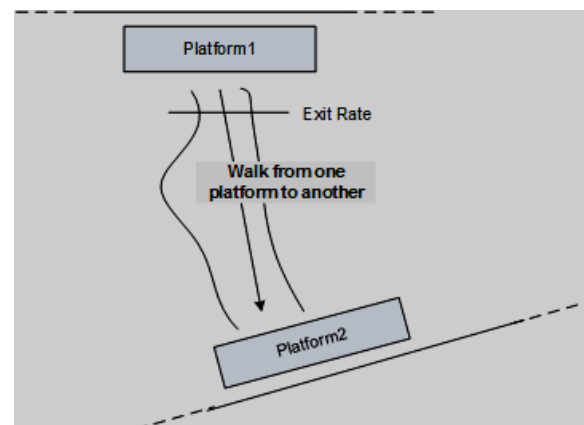 Platform1
Exit Rate
Walk from one
platform to another
Platform2